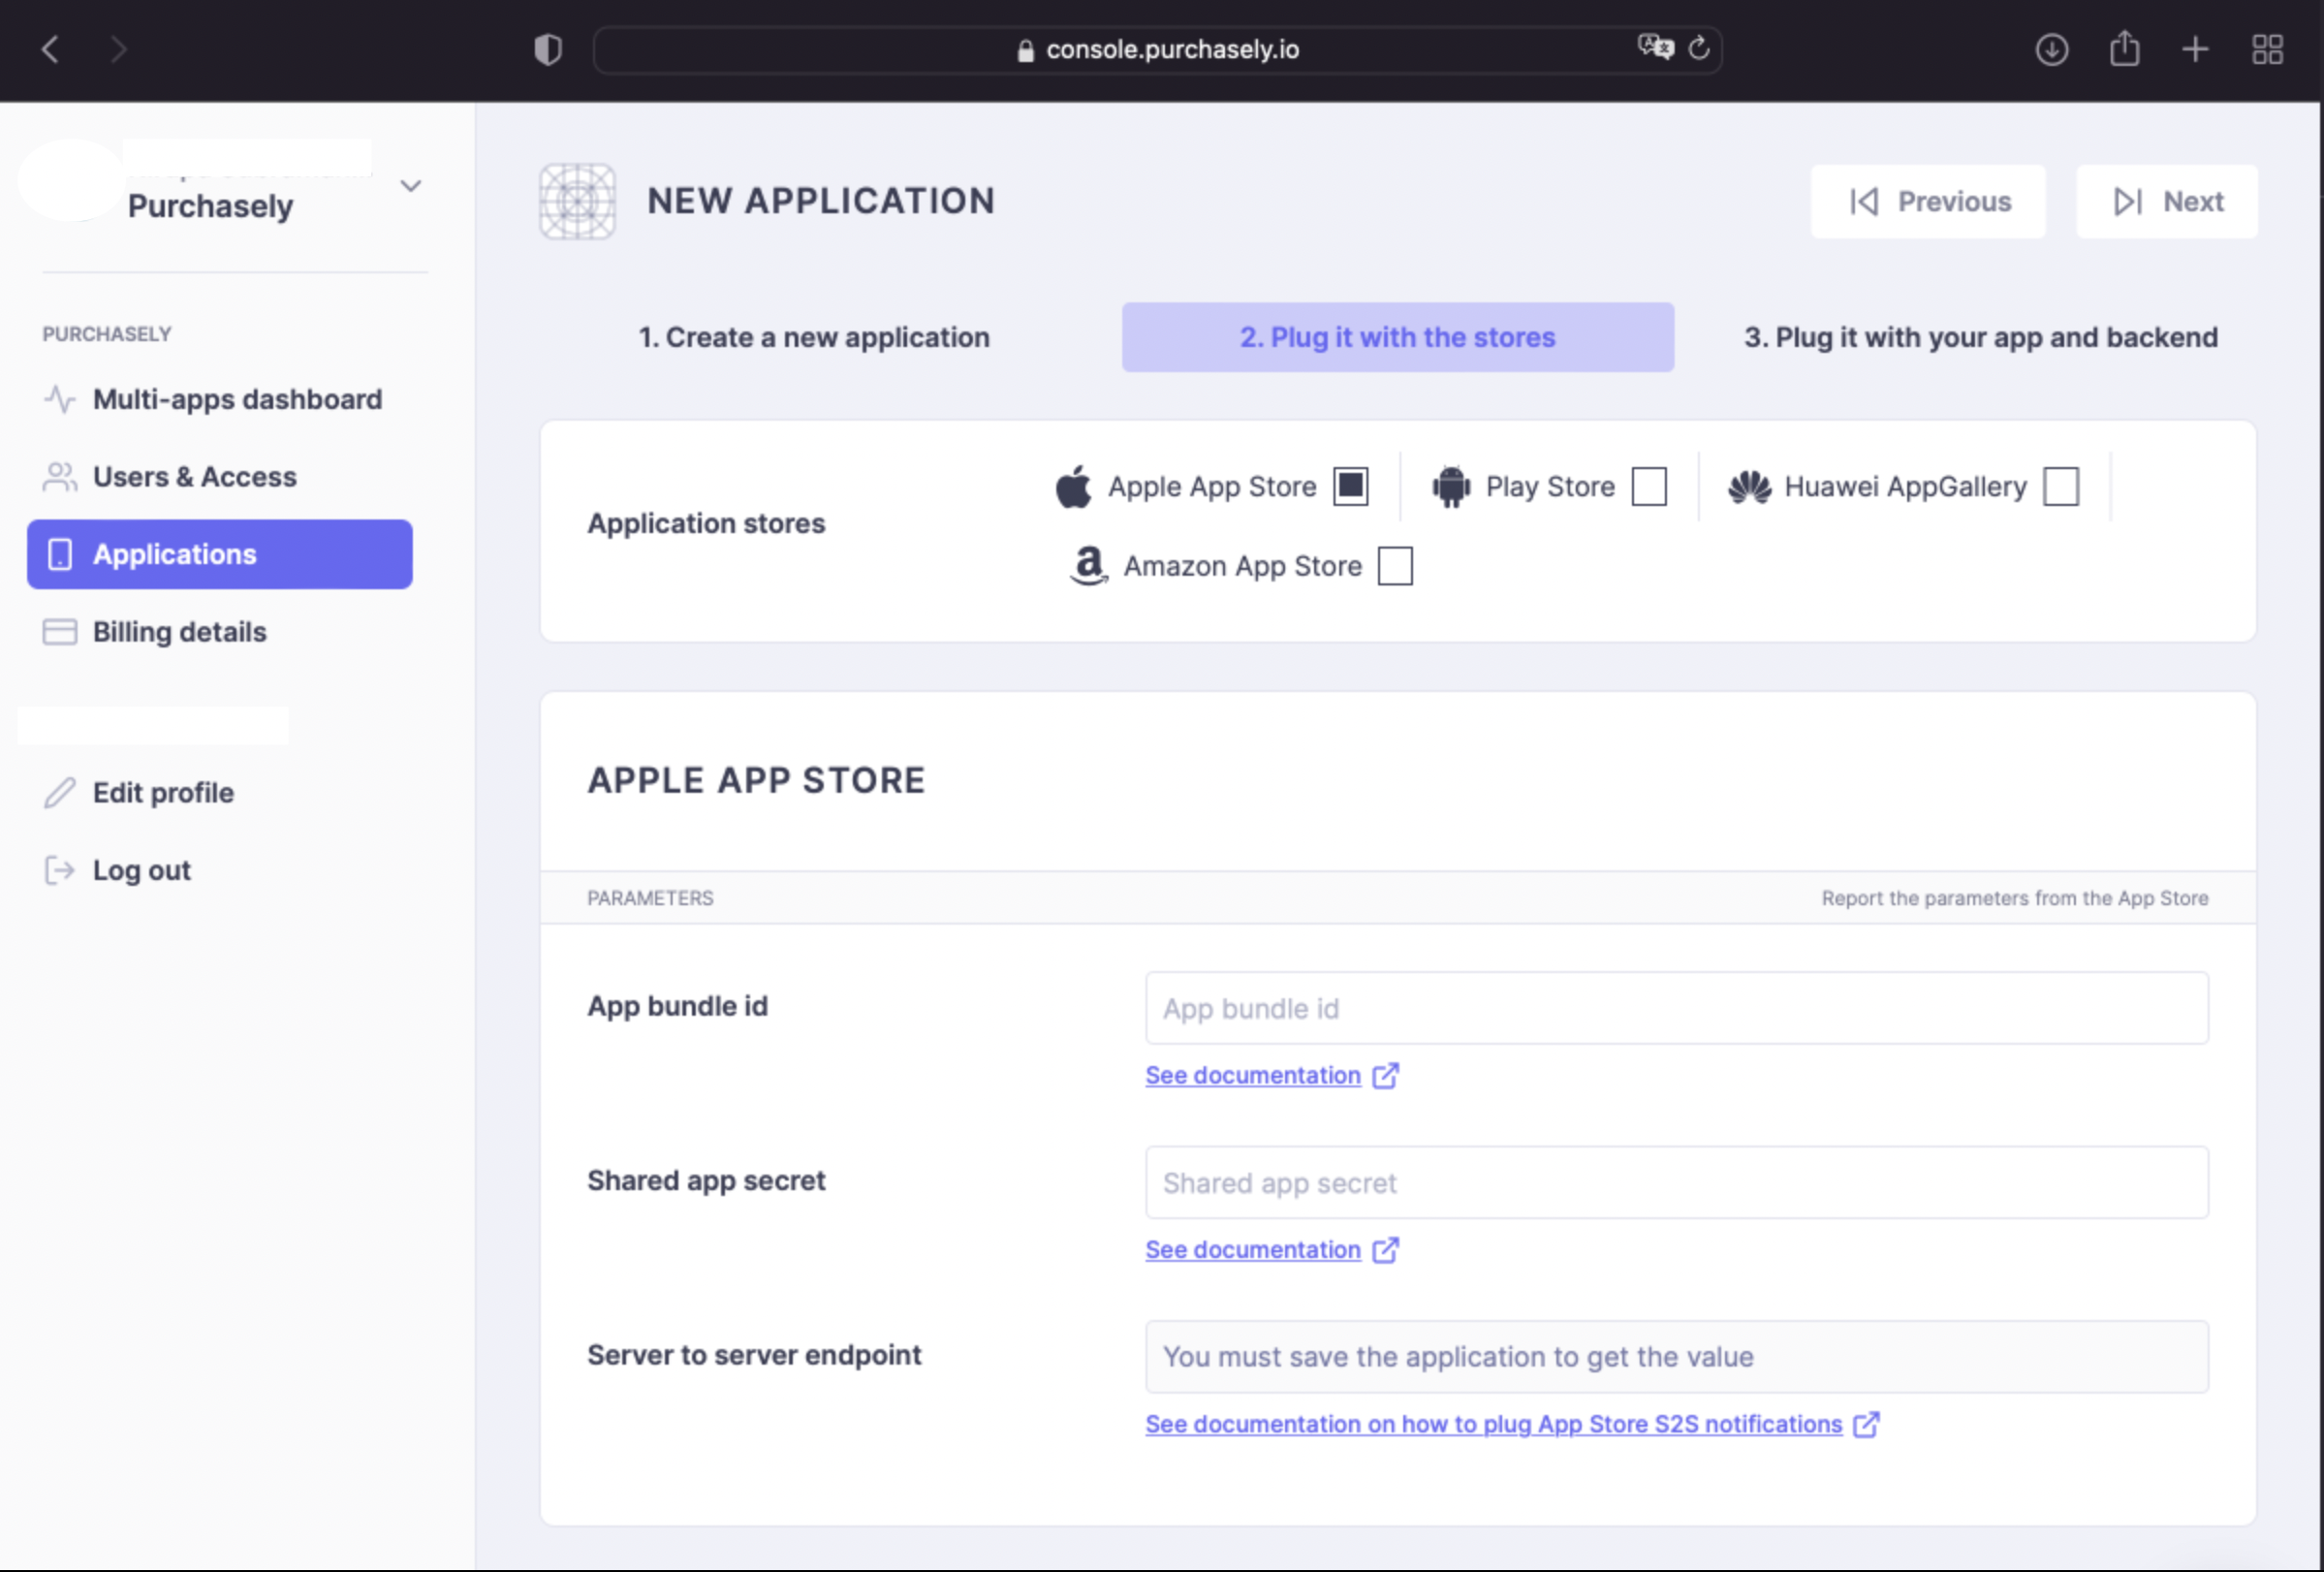 console.purchasely.io
Purchasely
PURCHASELY
Multi-apps dashboard
Users & Access
Applications
Billing details
Edit profile
Log out
NEW APPLICATION
Previous
Next
1. Create a new application
2. Plug it with the stores
3. Plug it with your app and backend
Application stores
Apple App Store
Play Store
Huawei AppGallery
Amazon App Store
APPLE APP STORE
PARAMETERS
Report the parameters from the App Store
App bundle id
App bundle id
See documentation
Shared app secret
Shared app secret
See documentation
Server to server endpoint
You must save the application to get the value
See documentation on how to plug App Store S2S notifications